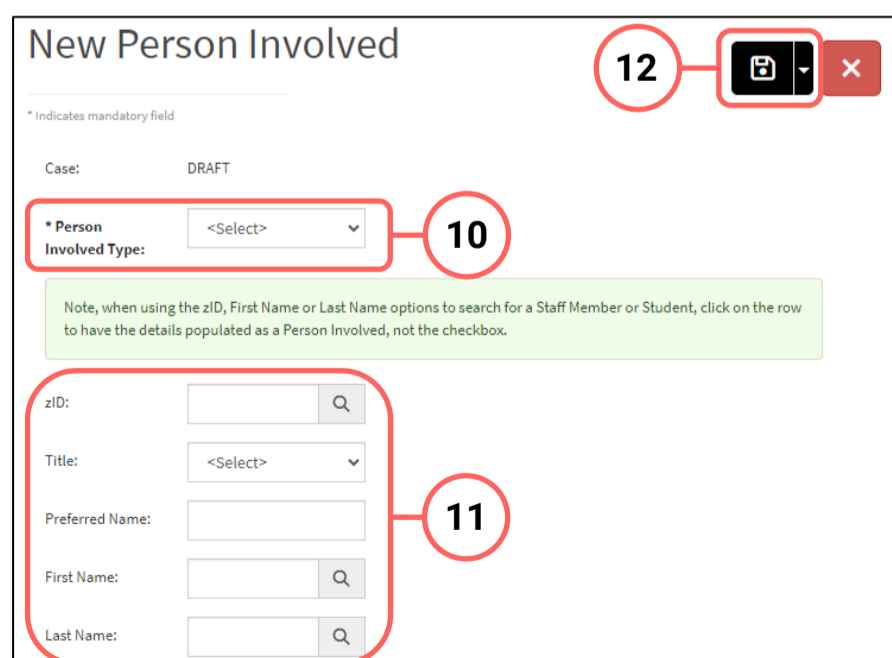 New Person Involved
12
* Indicates mandatory field
Case: DRAFT
* Person
Involved Type:
<Select>
10
Note, when using the zID, First Name or Last Name options to search for a Staff Member or Student, click on the row
to have the details populated as a Person Involved, not the checkbox.
zID:
Title: <Select>
Preferred Name:
11
First Name:
Last Name: